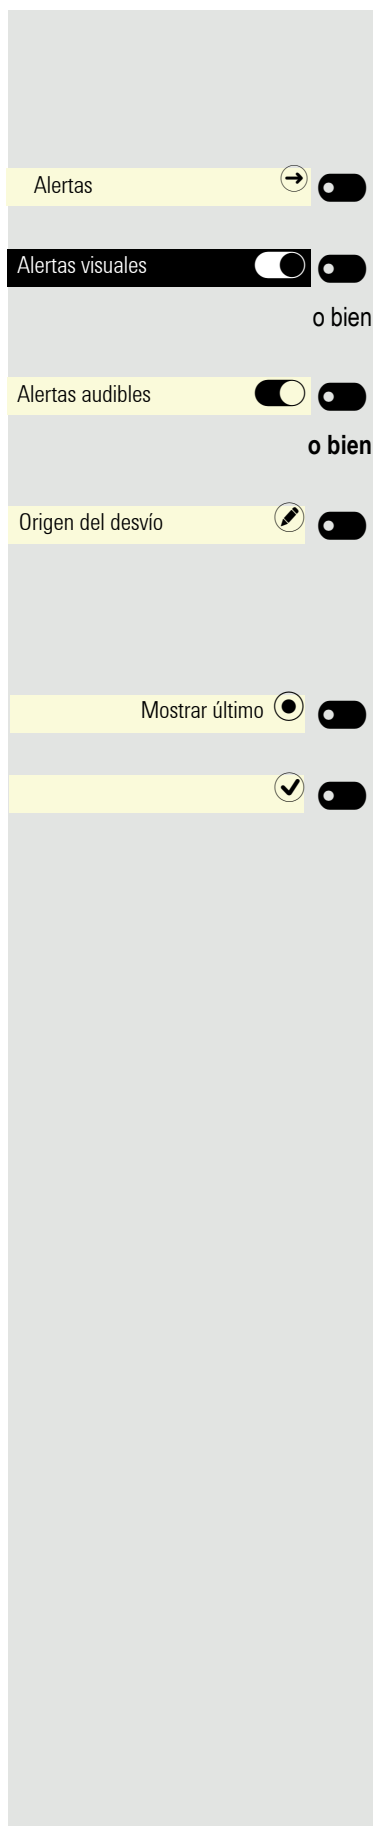 Alertas
Alertas visuales
o bien
Alertas audibles
o bien
Origen del desvío
Mostrar último